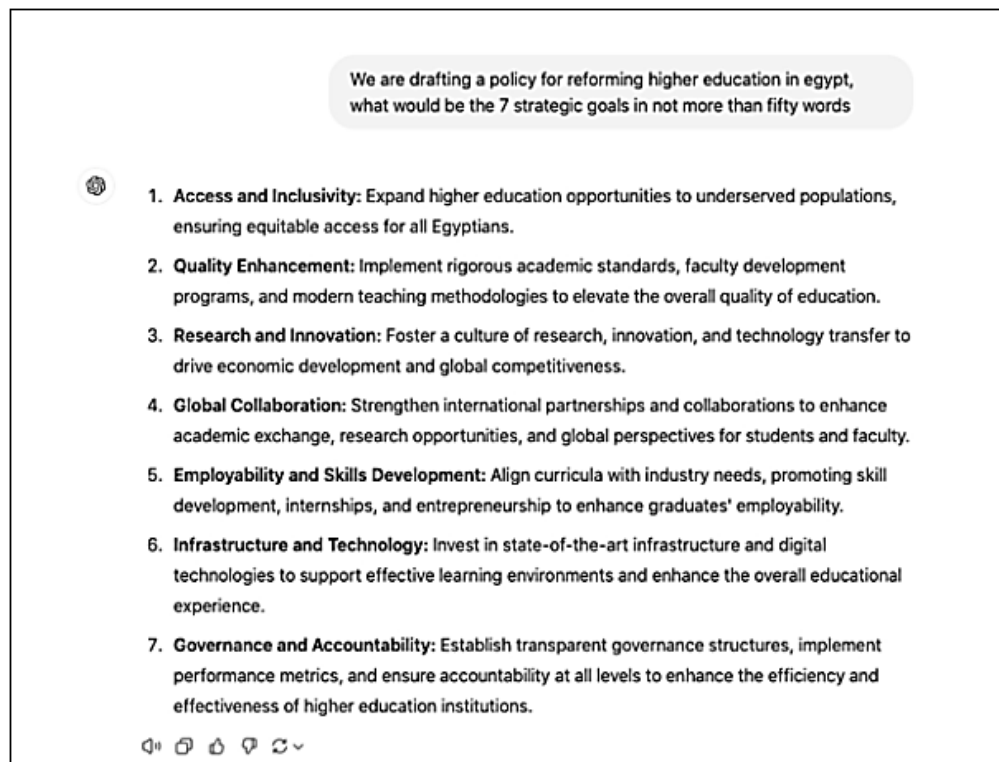 We are drafting a policy for reforming higher education in egypt,
what would be the 7 strategic goals in not more than fifty words
1. Access and Inclusivity: Expand higher education opportunities to underserved populations,
ensuring equitable access for all Egyptians.
2. Quality Enhancement: Implement rigorous academic standards, faculty development
programs, and modern teaching methodologies to elevate the overall quality of education.
3. Research and Innovation: Foster a culture of research, innovation, and technology transfer to
drive economic development and global competitiveness.
4. Global Collaboration: Strengthen international partnerships and collaborations to enhance
academic exchange, research opportunities, and global perspectives for students and faculty.
5. Employability and Skills Development: Align curricula with industry needs, promoting skill
development, internships, and entrepreneurship to enhance graduates' employability.
6. Infrastructure and Technology: Invest in state-of-the-art infrastructure and digital
technologies to support effective learning environments and enhance the overall educational
experience.
7. Governance and Accountability: Establish transparent governance structures, implement
performance metrics, and ensure accountability at all levels to enhance the efficiency and
effectiveness of higher education institutions.